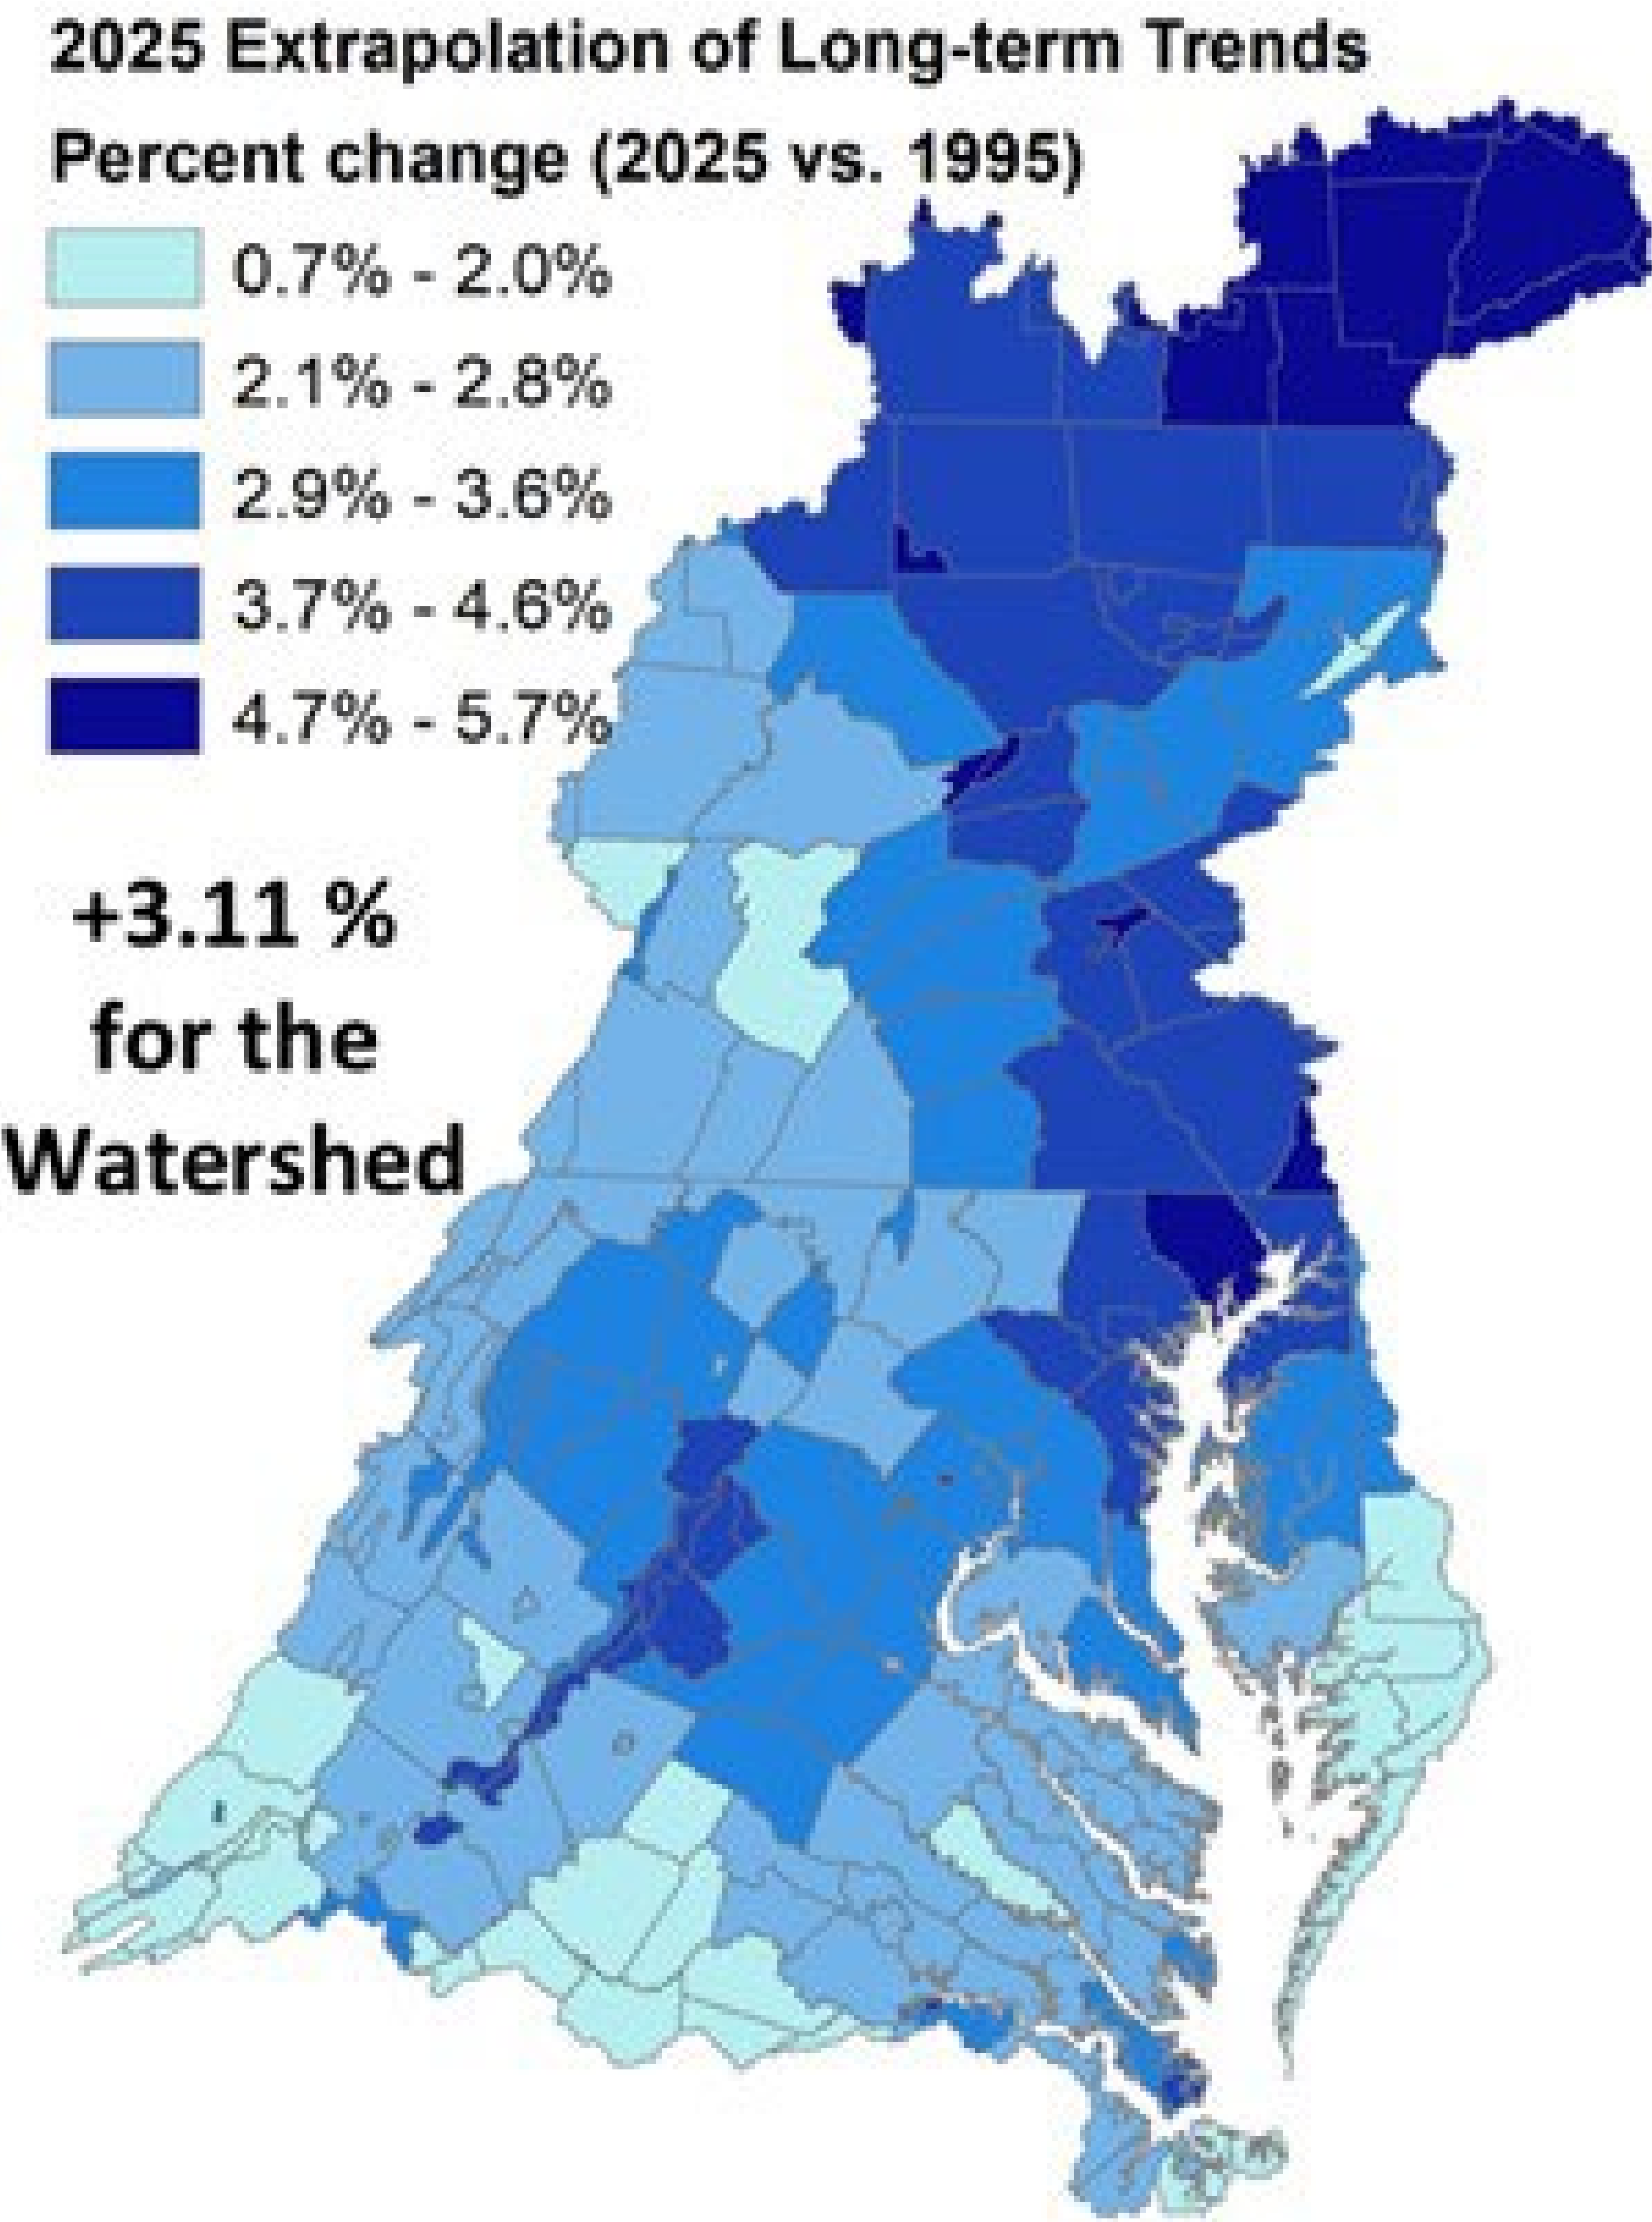 2025 Extrapolation of Long-term Trends
Percent change (2025 vs. 1995)
0.7% - 2.0%
2.1% - 2.8%
2.9% - 3.6%
3.7% - 4.6%
4.7% - 5.7%
+3.11 %
for the
Watershed